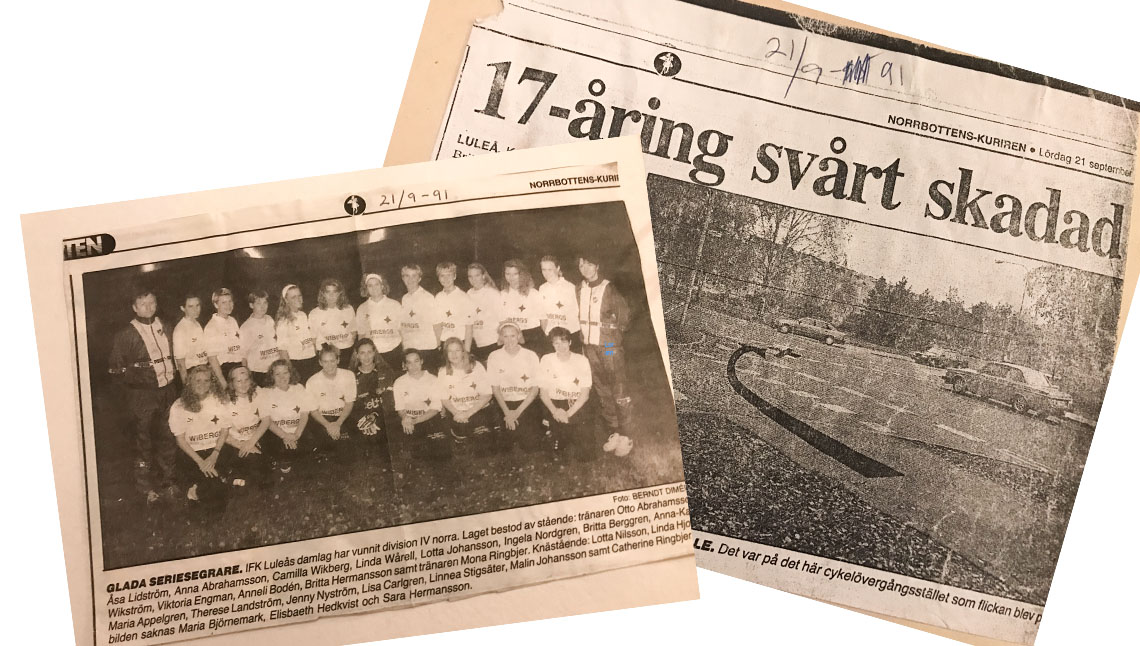 21/9-91
NORRBOTTENS-KURIREN • Lördag 21 september
17-åring svårt skadad
LULEÅ.
LE. Det var på det här cykelövergångsstället som flickan blev
21/9-91
NORRBOTTENS-KURI
TEN
WIBERGS
Foto: BERNDT
GLADA SERIESEGRARE. IFK Luleås damlag har vunnit division IV norra. Laget bestod av stående: tränaren Otto Abrahamsso
Åsa Lidström, Anna Abrahamsson, Camilla Wikberg, Linda Wårell, Lotta Johansson, Ingela Nordgren, Britta Berggren, Anna-Ka
Wikström, Viktoria Engman, Anneli Bodén, Britta Hermansson samt tränaren Mona Ringbjer. Knästående: Lotta Nilsson, Linda Hjo
Maria Appelgren, Therese Landström, Jenny Nyström, Lisa Carlgren, Linnea Stigsäter, Malin Johansson samt Catherine Ringbjer
bilden saknas Maria Björnemark, Elisbaeth Hedkvist och Sara Hermansson.